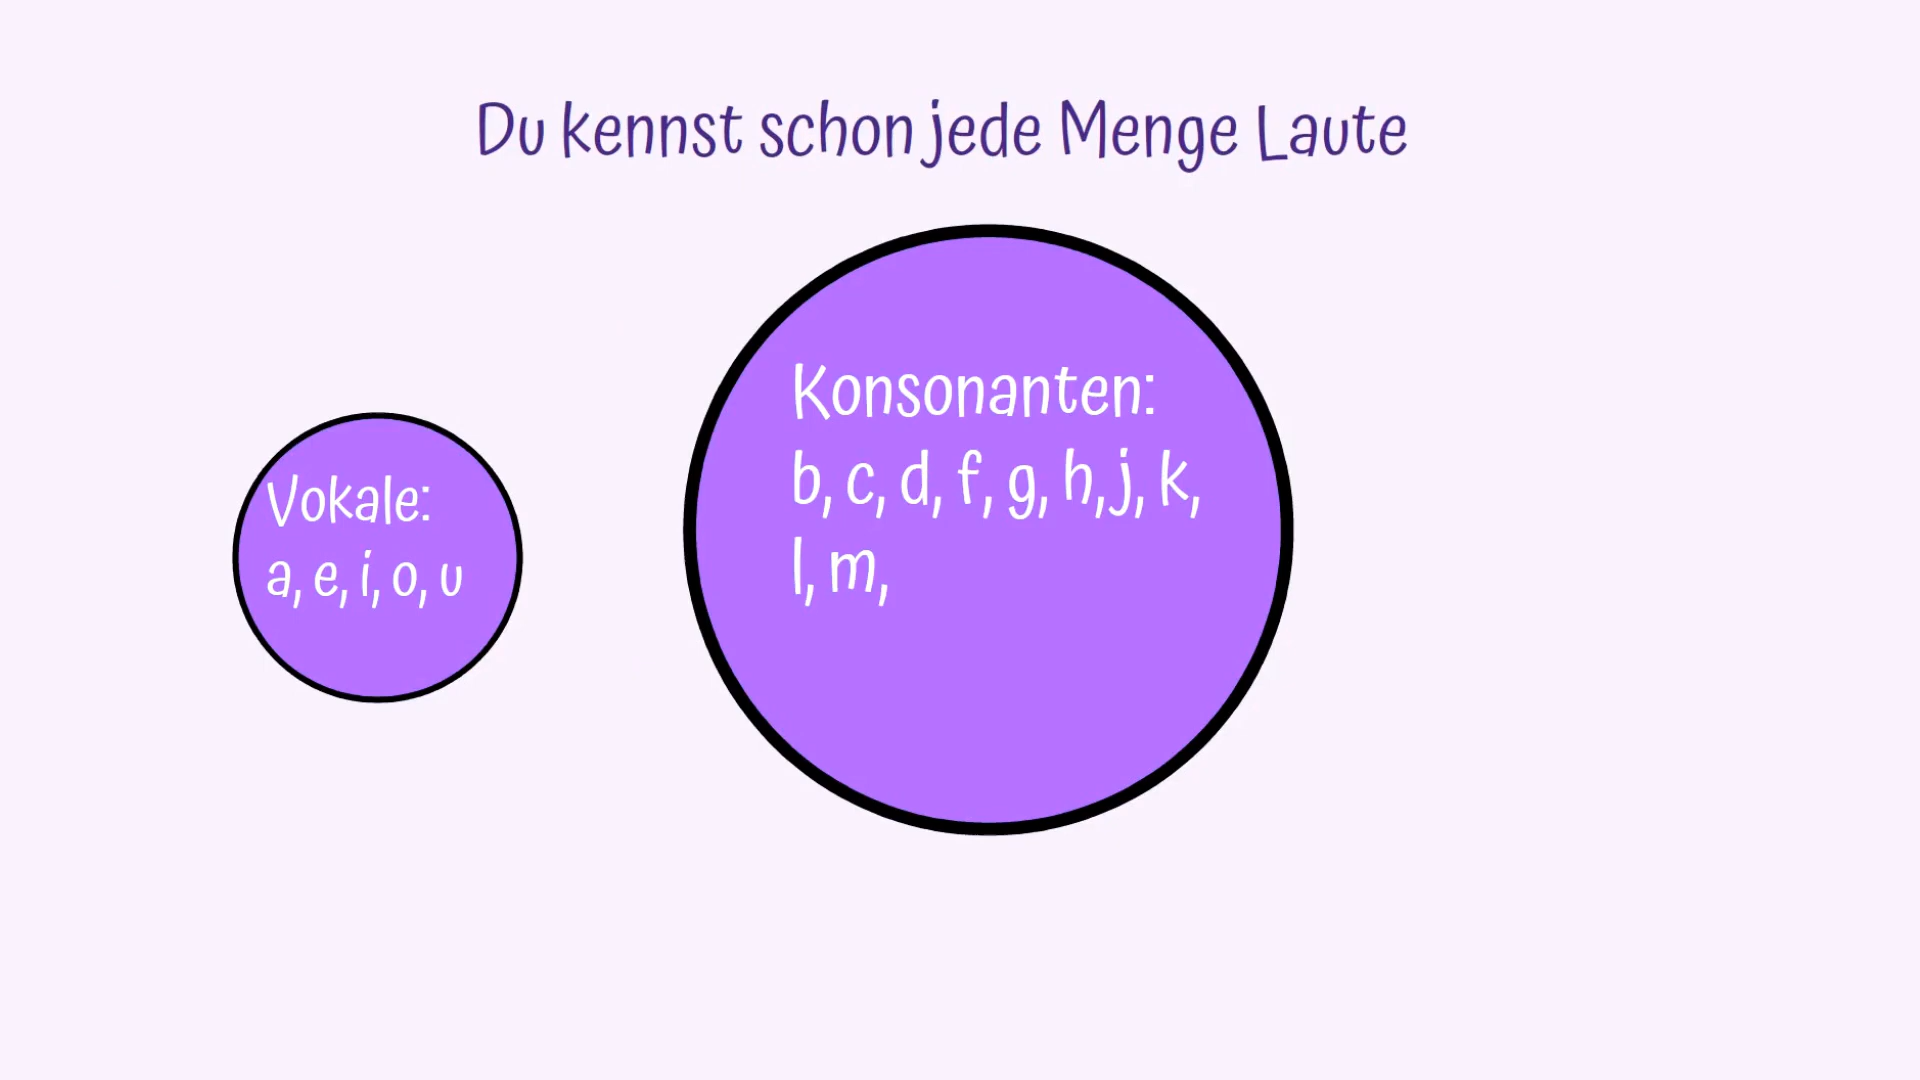 Du kennst schon jede Menge Laute
Vokale:
a, e, i, o, u
Konsonanten:
b, c, d, f, g, h, j, k,
l, m,